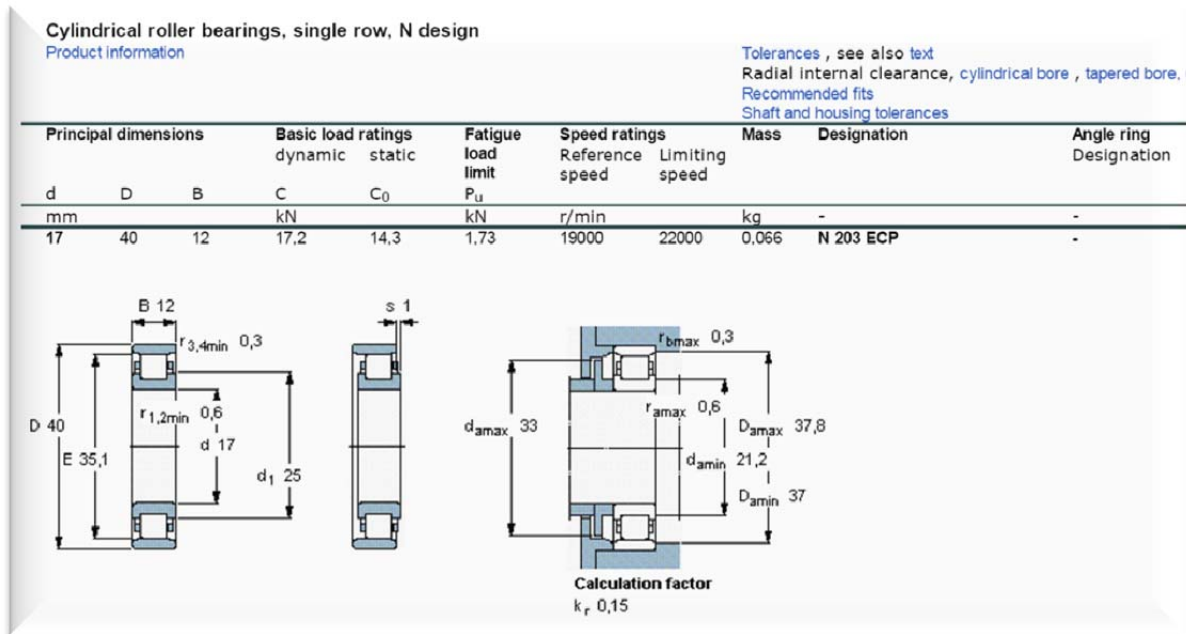 Cylindrical roller bearings, single row, N design
Product information
Tolerances , see also text
Radial internal clearance, cylindrical bore , tapered bore,
Recommended fits
Shaft and housing tolerances
Principal dimensions Basic load ratings Fatigue Speed ratings Mass Designation Angle ring
dynamic static load Reference Limiting Designation
limit speed speed
d D B C C0 Pu
mm kN kN r/min kg - -
17 40 12 17,2 14,3 1,73 19000 22000 0,066 N 203 ECP -
B 12 s 1
r3,4min 0,3 rbmax 0,3
r1,2min 0,6 ramax 0,6
D 40 damax 33 Damax 37,8
d 17
E 35,1 damin 21,2
d1 25
Damin 37
Calculation factor
kr 0,15